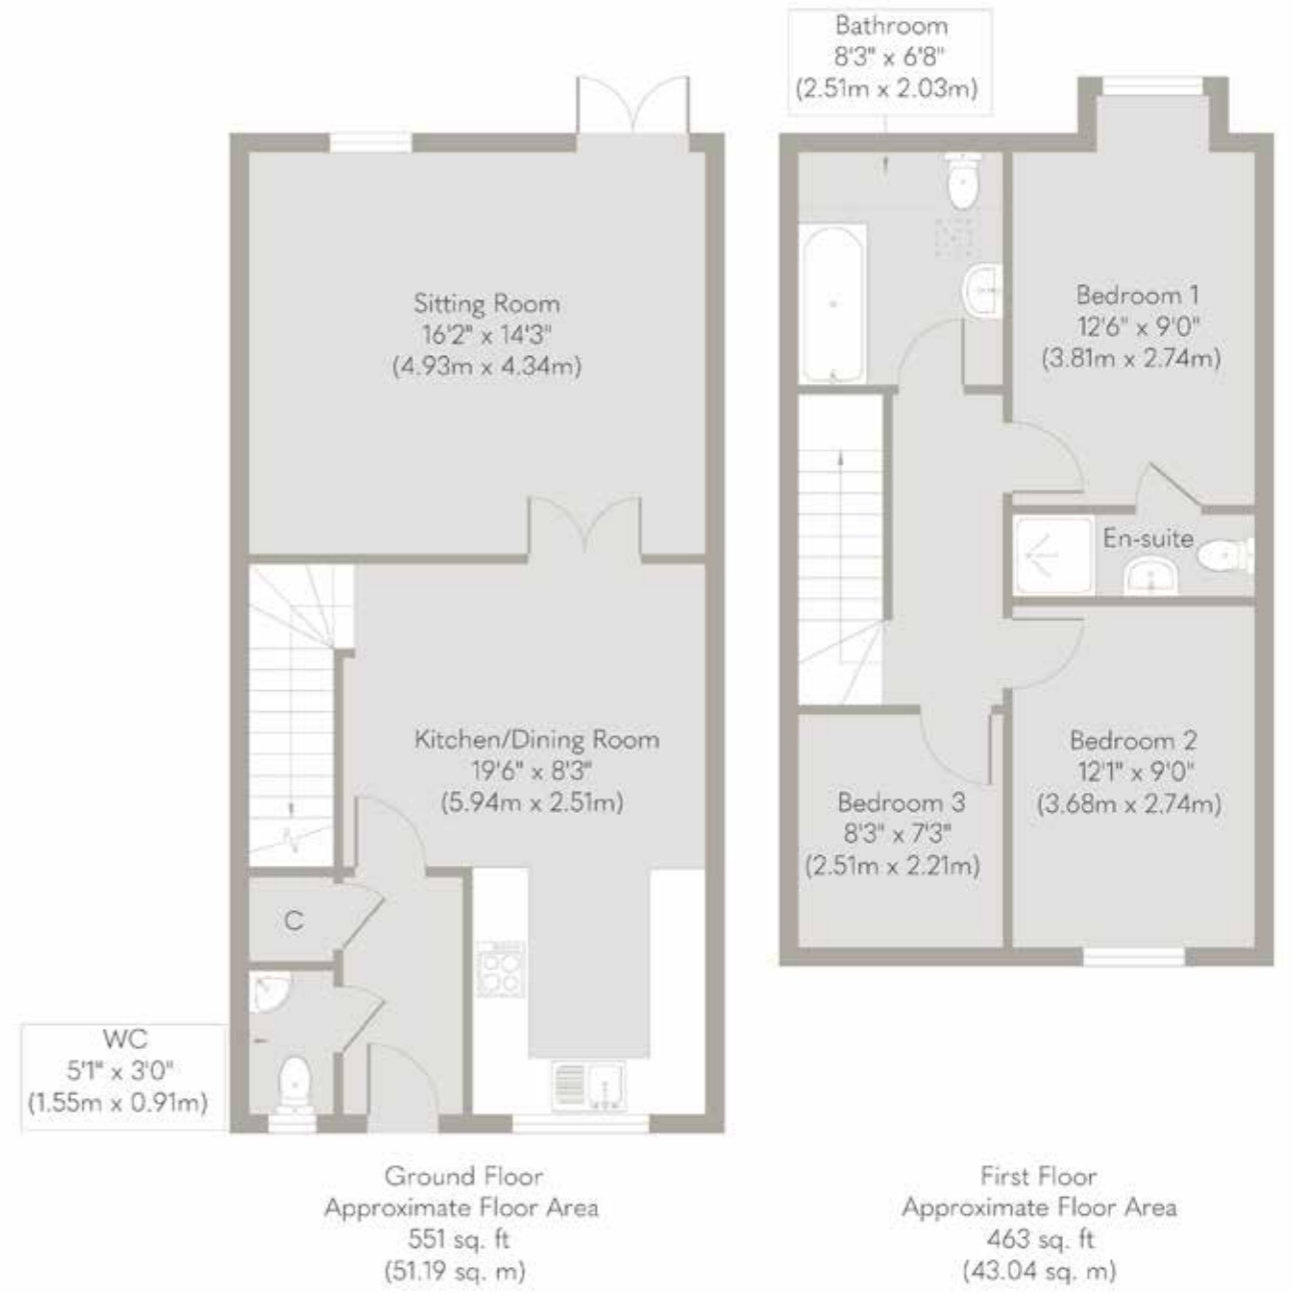 Bathroom
8'3" x 6'8"
(2.51m x 2.03m)
Sitting Room
16'2" x 14'3"
(4.93m x 4.34m)
Bedroom 1
12'6" x 9'0"
(3.81m x 2.74m)
En-suite
Kitchen/Dining Room
19'6" x 8'3"
(5.94m x 2.51m)
Bedroom 2
12'1" x 9'0"
(3.68m x 2.74m)
Bedroom 3
8'3" x 7'3"
(2.51m x 2.21m)
C
WC
5'1" x 3'0"
(1.55m x 0.91m)
Ground Floor
Approximate Floor Area
551 sq. ft
(51.19 sq. m)
First Floor
Approximate Floor Area
463 sq. ft
(43.04 sq. m)